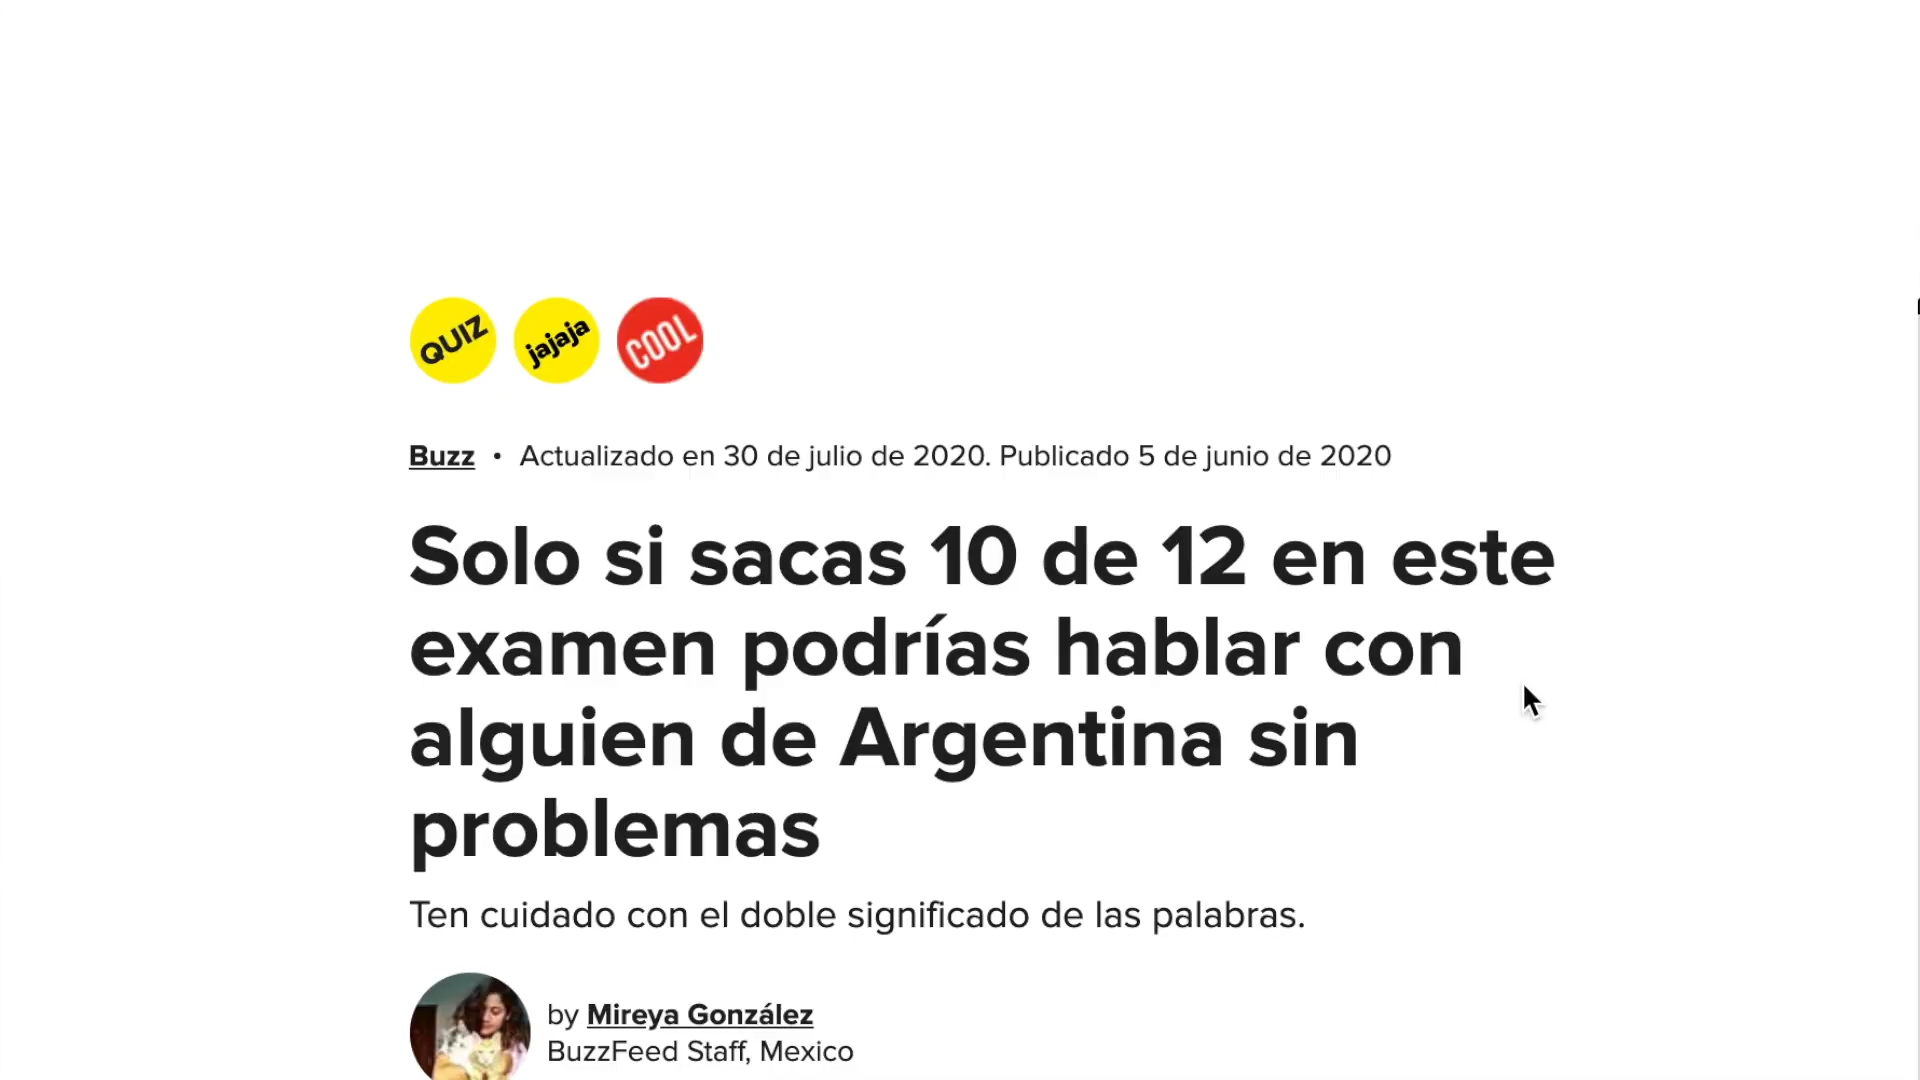 QUIZ jajaja COOL
Buzz • Actualizado en 30 de julio de 2020. Publicado 5 de junio de 2020
Solo si sacas 10 de 12 en este
examen podrías hablar con
alguien de Argentina sin
problemas
Ten cuidado con el doble significado de las palabras.
by Mireya González
BuzzFeed Staff, Mexico